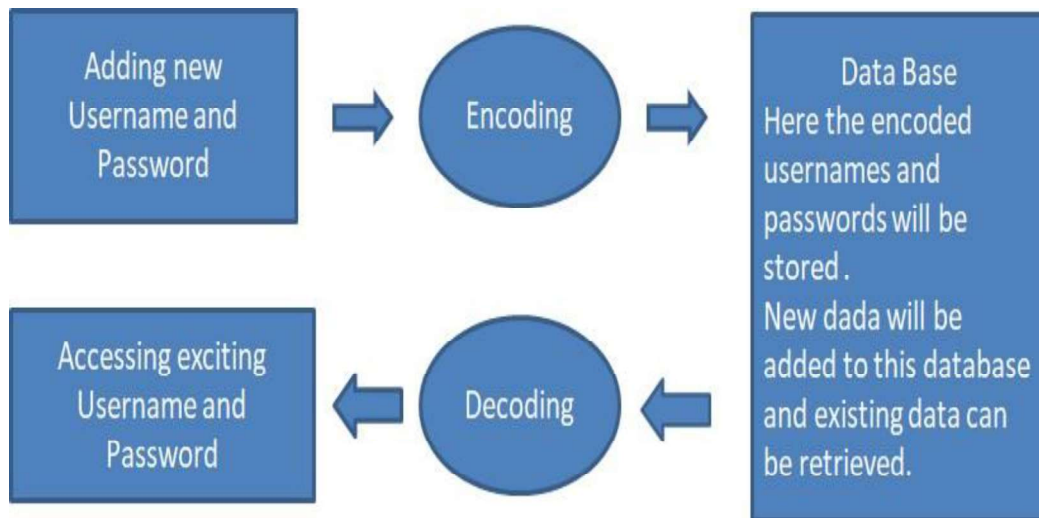 Adding new
Username and
Password
Encoding
Data Base
Here the encoded
usernames and
passwords will be
stored .
New dada will be
added to this database
and existing data can
be retrieved.
Accessing exciting
Username and
Password
Decoding